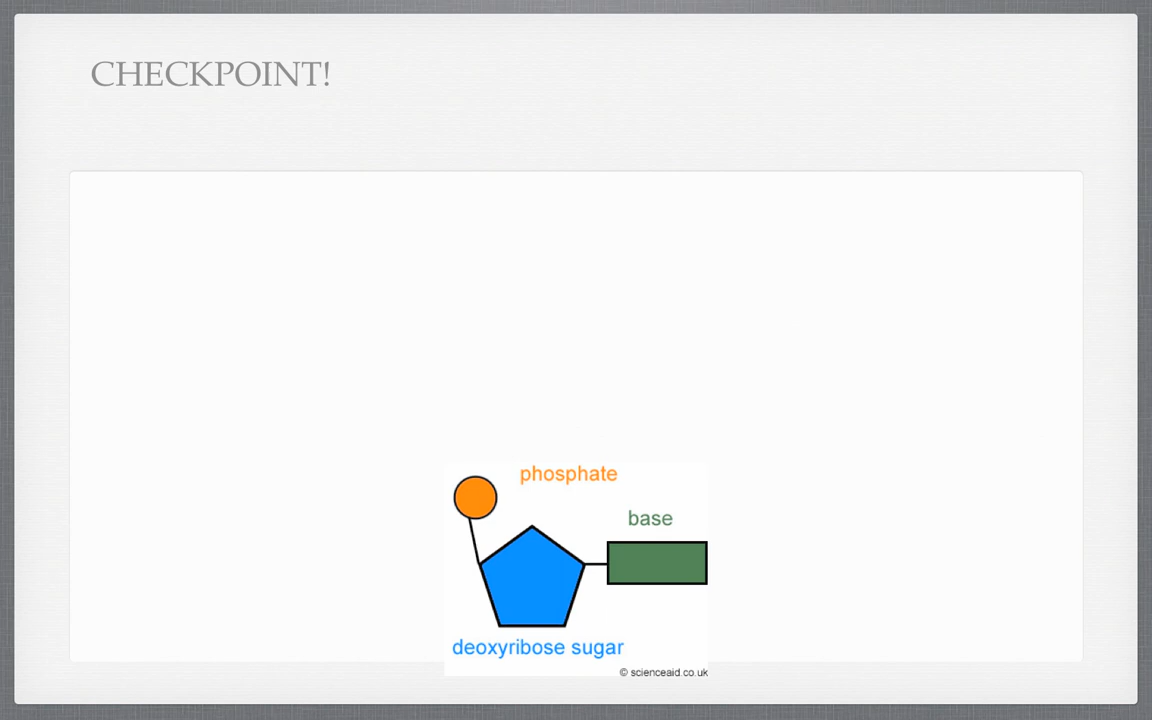 CHECKPOINT!
phosphate
base
deoxyribose sugar
© scienceaid.co.uk